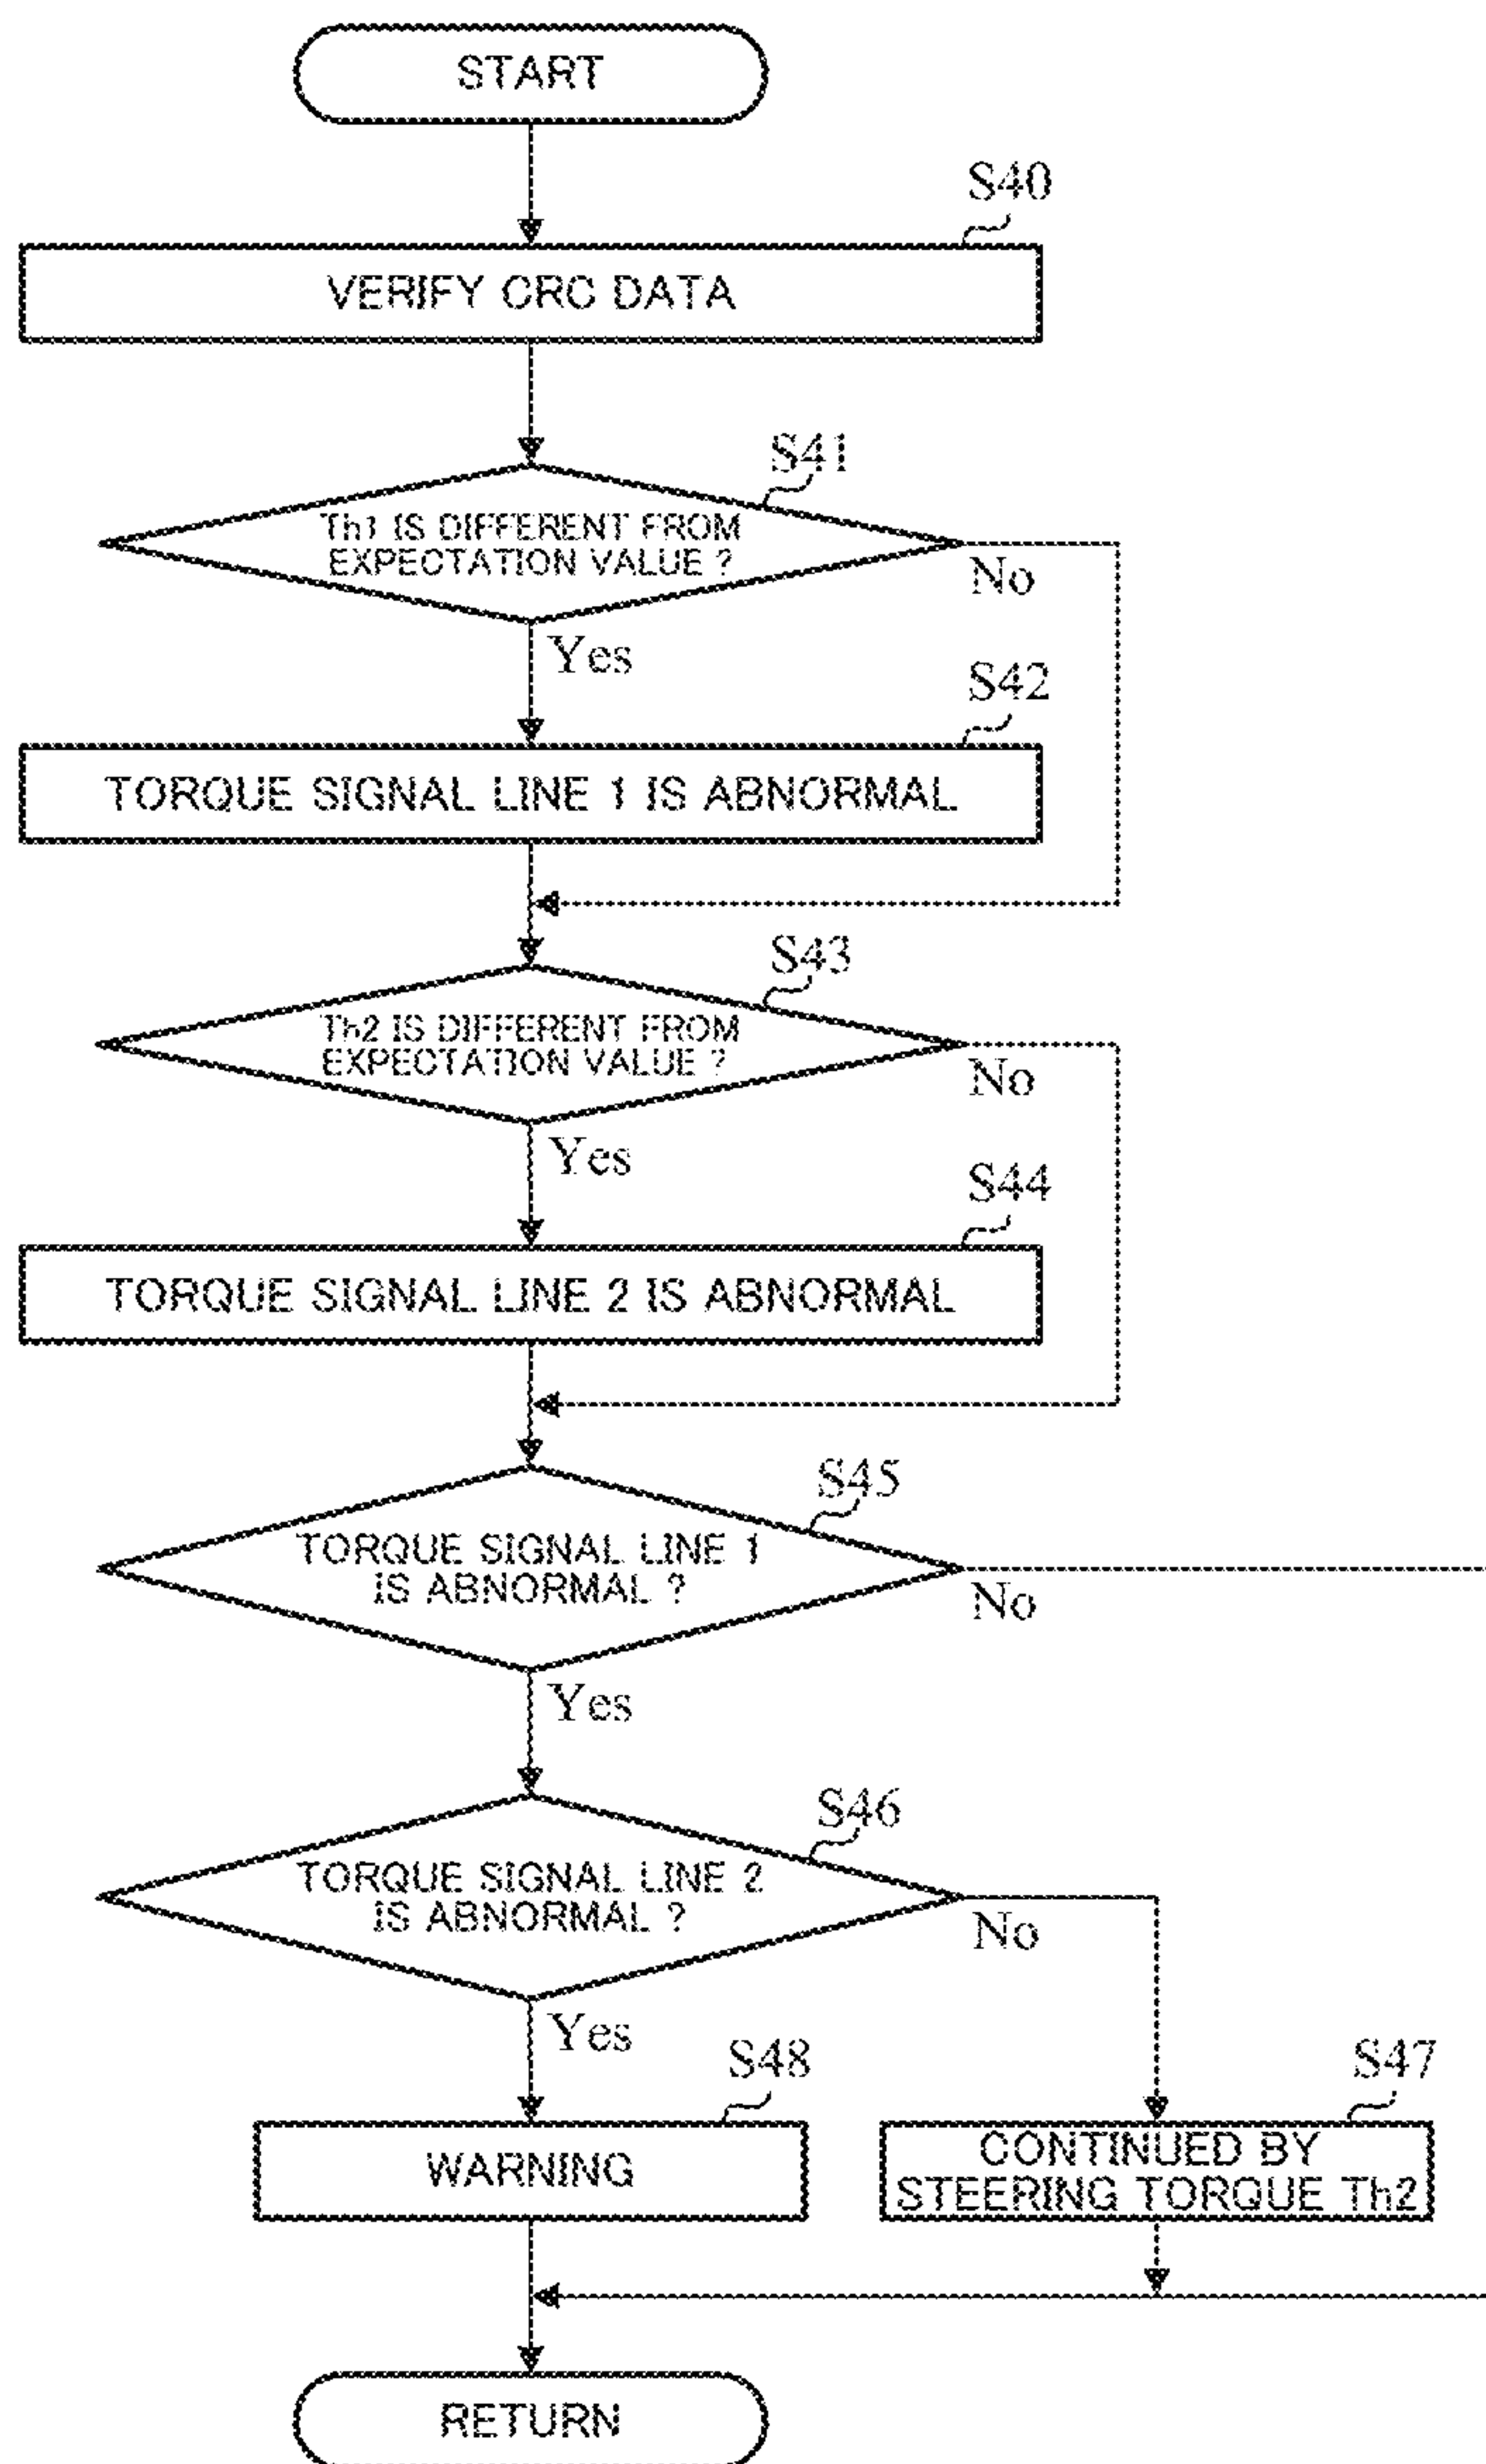 START
S40
VERIFY CRC DATA
S41
Th1 IS DIFFERENT FROM
EXPECTATION VALUE ?
No
Yes
S42
TORQUE SIGNAL LINE 1 IS ABNORMAL
S43
Th2 IS DIFFERENT FROM
EXPECTATION VALUE ?
No
Yes
S44
TORQUE SIGNAL LINE 2 IS ABNORMAL
S45
TORQUE SIGNAL LINE 1
IS ABNORMAL ?
No
Yes
S46
TORQUE SIGNAL LINE 2
IS ABNORMAL ?
No
Yes
S48
WARNING
S47
CONTINUED BY
STEERING TORQUE Th2
RETURN